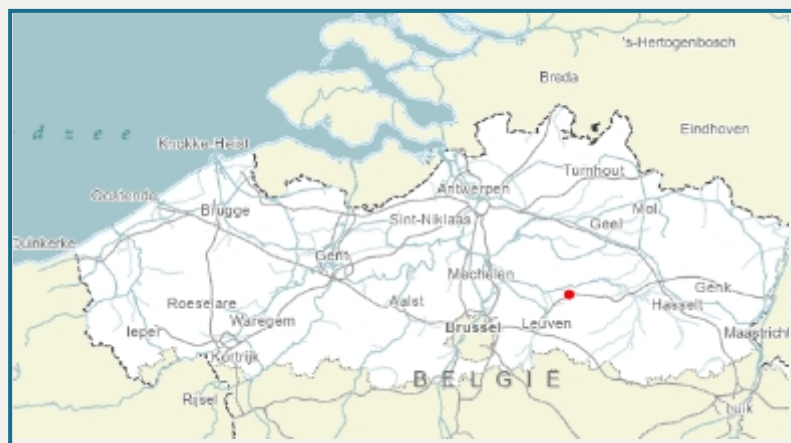 's-Hertogenbosch
Breda
Eindhoven
d z e e
Knokke-Heist
Turnhout
Antwerpen
Oostende
Mol
Brugge
Sint-Niklaas
Geel
Duinkerke
Gent
Mechelen
Genk
Roeselare
Aalst
Hasselt
Waregem
Leuven
Ieper
Brussel
Maastricht
Kortrijk
BELGIË
Rijsel
Luik